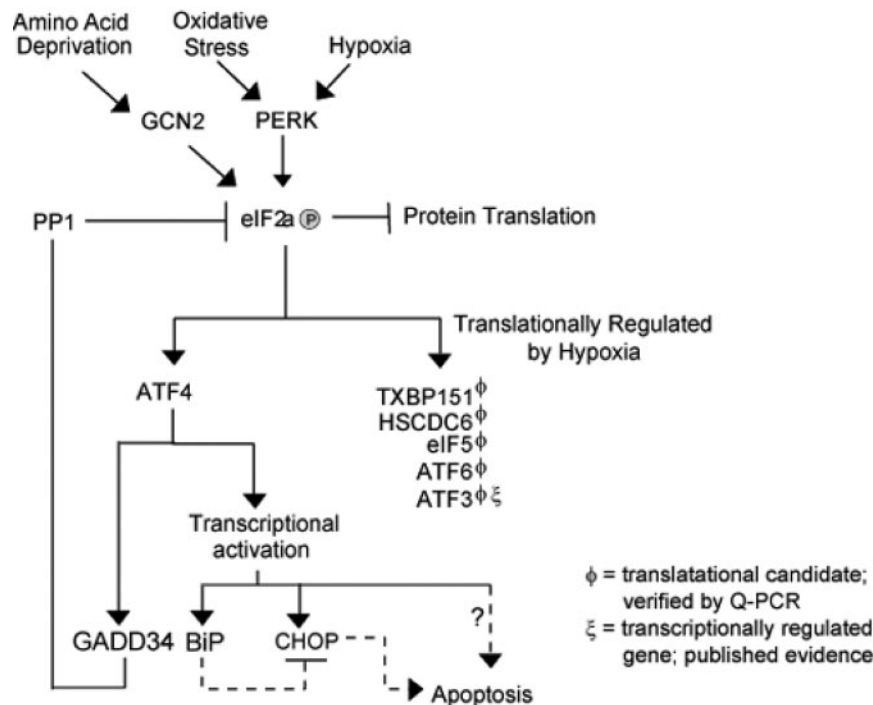 Amino Acid
Deprivation
Oxidative
Stress
Hypoxia
GCN2
PERK
PP1
eIF2a Ⓟ
Protein Translation
Translationally Regulated
by Hypoxia
ATF4
TXBP151ϕ
HSCDC6ϕ
eIF5ϕ
ATF6ϕ
ATF3ϕ ξ
Transcriptional
activation
?
GADD34
BiP
CHOP
Apoptosis
ϕ = translatational candidate;
verified by Q-PCR
ξ = transcriptionally regulated
gene; published evidence